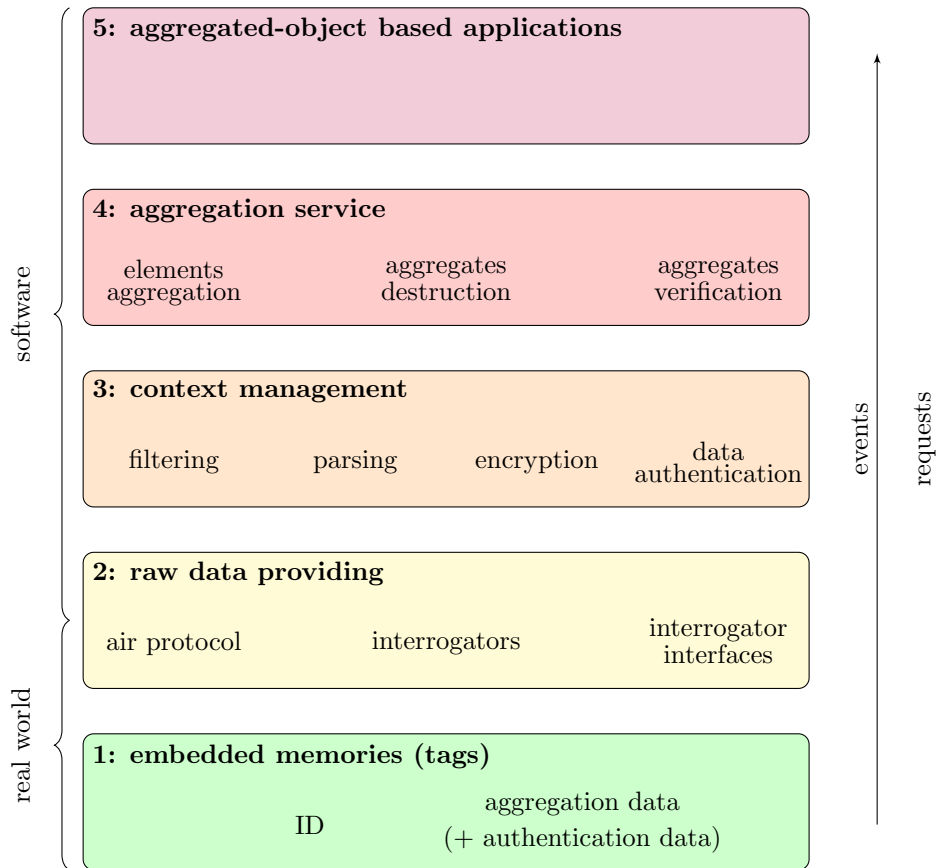 5: aggregated-object based applications
4: aggregation service
elements
aggregation
aggregates
destruction
aggregates
verification
3: context management
filtering
parsing
encryption
data
authentication
2: raw data providing
air protocol
interrogators
interrogator
interfaces
1: embedded memories (tags)
ID
aggregation data
(+ authentication data)
software
real world
events
requests